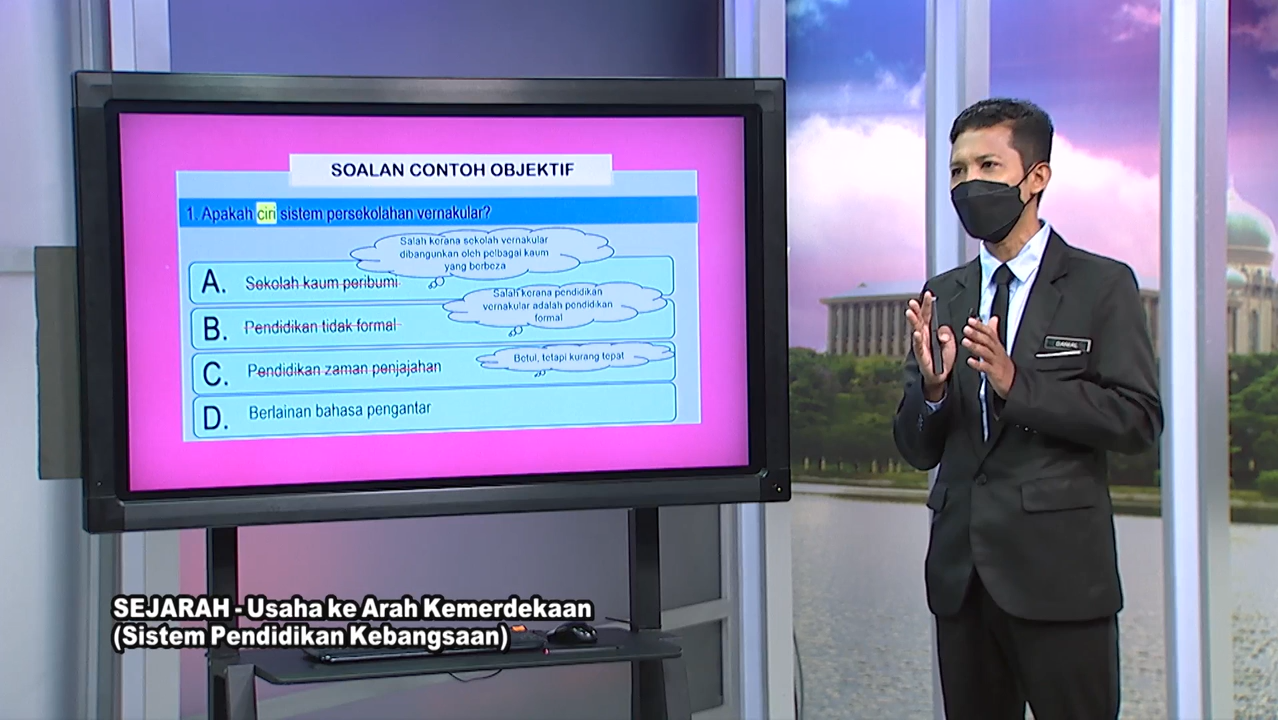 SOALAN CONTOH OBJEKTIF
1. Apakah ciri sistem persekolahan vernakular?
Salah kerana sekolah vernakular
dibangunkan oleh pelbagai kaum
yang berbeza
A. Sekolah kaum peribumi
Salah kerana pendidikan
vernakular adalah pendidikan
formal
B. Pendidikan tidak formal
Betul, tetapi kurang tepat
C. Pendidikan zaman penjajahan
D. Berlainan bahasa pengantar
DANIAL
SEJARAH - Usaha ke Arah Kemerdekaan
(Sistem Pendidikan Kebangsaan)